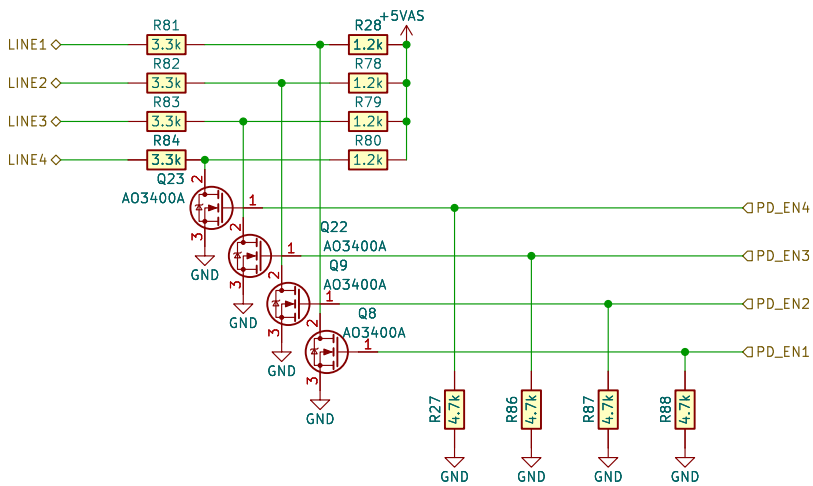 R81
R28
+5VAS
LINE1
3.3k
1.2k
R82
R78
LINE2
3.3k
1.2k
R83
R79
LINE3
3.3k
1.2k
R84
R80
LINE4
3.3k
1.2k
Q23
AO3400A
2
1
3
GND
PD_EN4
Q22
AO3400A
2
1
3
GND
PD_EN3
Q9
AO3400A
2
1
3
GND
PD_EN2
Q8
AO3400A
2
1
3
GND
PD_EN1
R27
4.7k
R86
4.7k
R87
4.7k
R88
4.7k
GND
GND
GND
GND